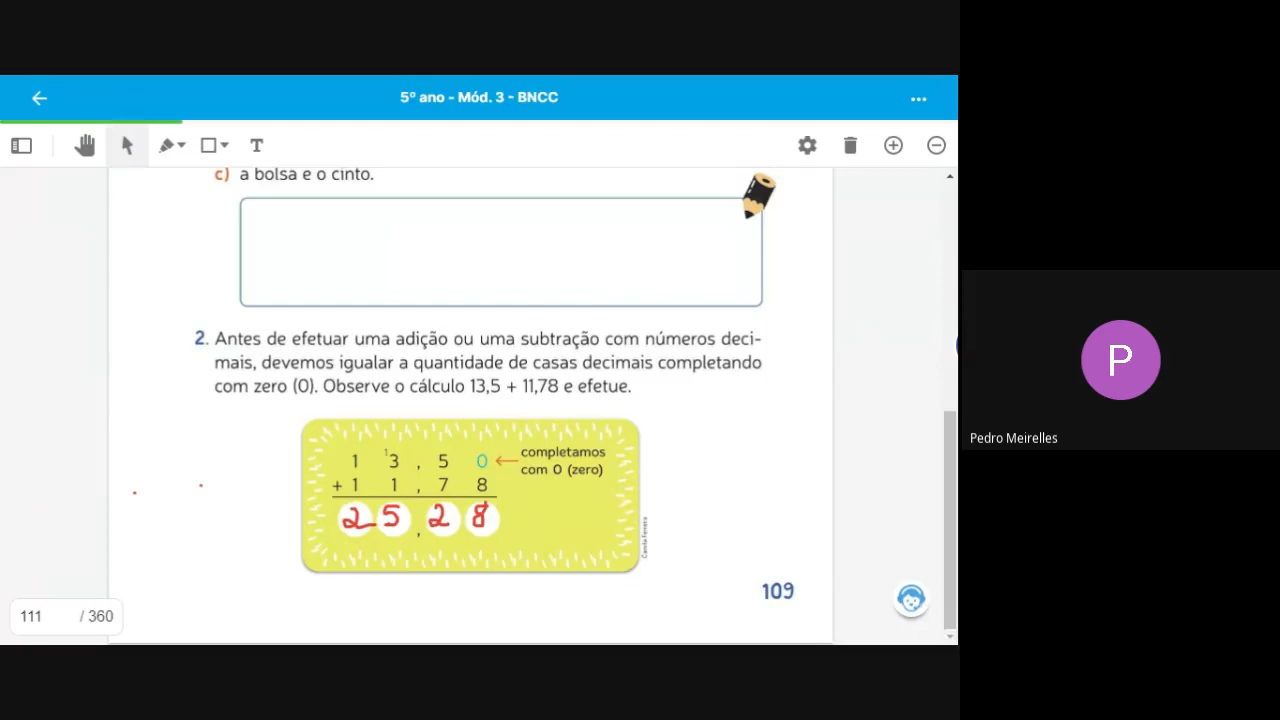 5º ano - Mód. 3 - BNCC
T
c) a bolsa e o cinto.
2. Antes de efetuar uma adição ou uma subtração com números deci-
mais, devemos igualar a quantidade de casas decimais completando
com zero (0). Observe o cálculo 13,5 + 11,78 e efetue.
1
1 3 , 5 0 ← completamos
com 0 (zero)
+ 1 1 , 7 8
2 5 , 2 8
Camila Ferreira
109
111 / 360
P
Pedro Meirelles